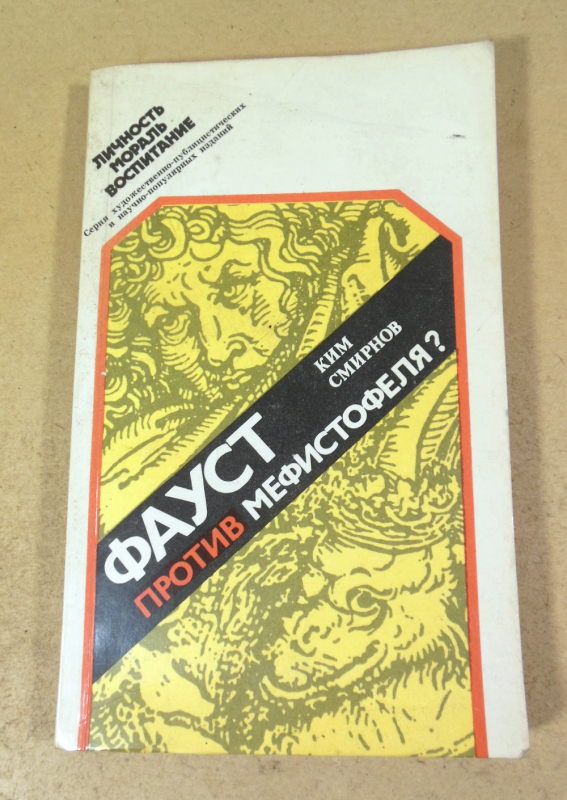 ЛИЧНОСТЬ
МОРАЛЬ
ВОСПИТАНИЕ
Серия художественно-публицистических
и научно-популярных изданий
КИМ
СМИРНОВ
ФАУСТ
ПРОТИВ МЕФИСТОФЕЛЯ?